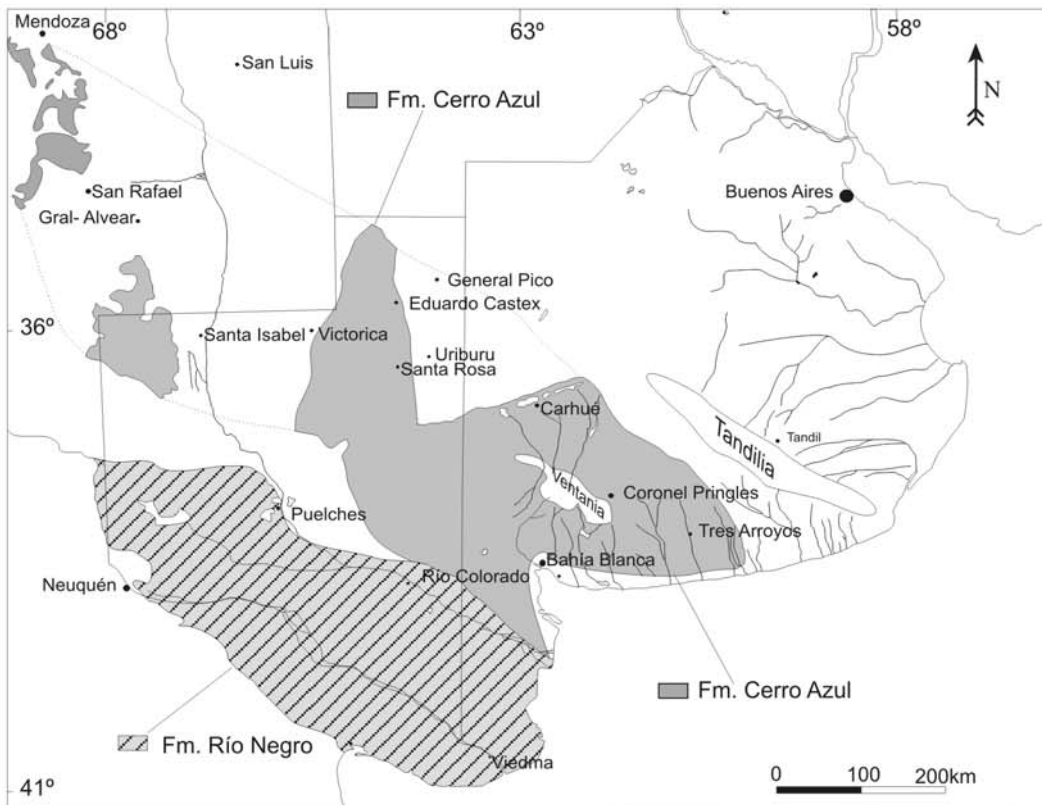 Mendoza
68º
63º
58º
San Luis
N
Fm. Cerro Azul
San Rafael
Buenos Aires
Gral- Alvear
General Pico
Eduardo Castex
36º
Santa Isabel
Victorica
Uriburu
Santa Rosa
Carhué
Tandilia
Tandil
Ventania
Coronel Pringles
Puelches
Tres Arroyos
Bahía Blanca
Neuquén
Río Colorado
Fm. Cerro Azul
Fm. Río Negro
Viedma
41º
0 100 200km